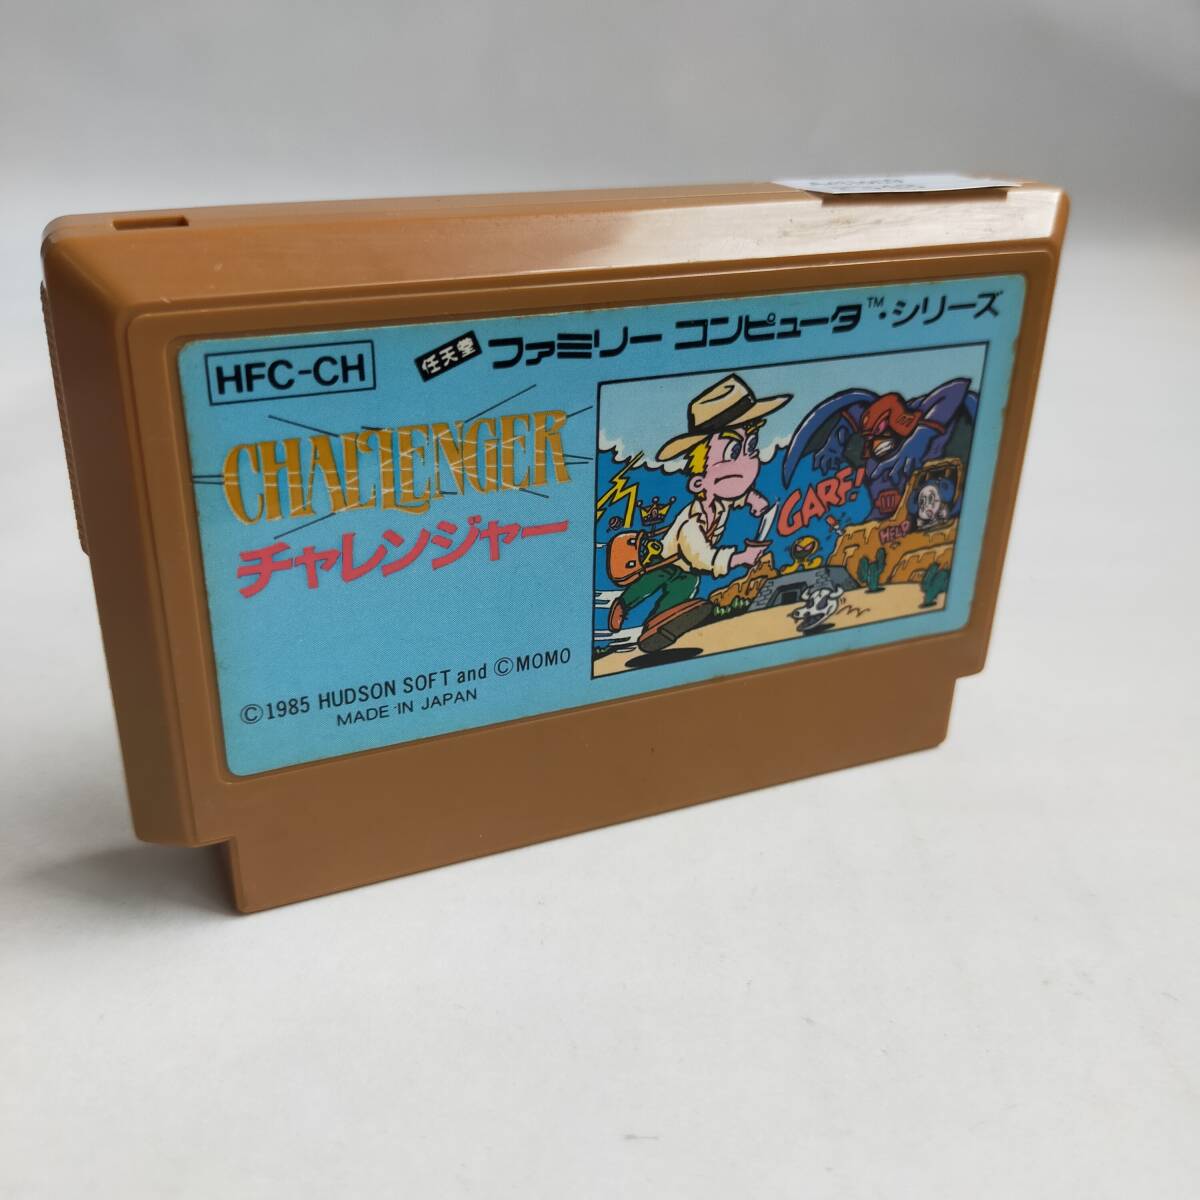 HFC-CH
任天堂 ファミリー コンピュータ™・シリーズ
CHALLENGER
チャレンジャー
GARF!
HELP
©1985 HUDSON SOFT and ©MOMO
MADE IN JAPAN